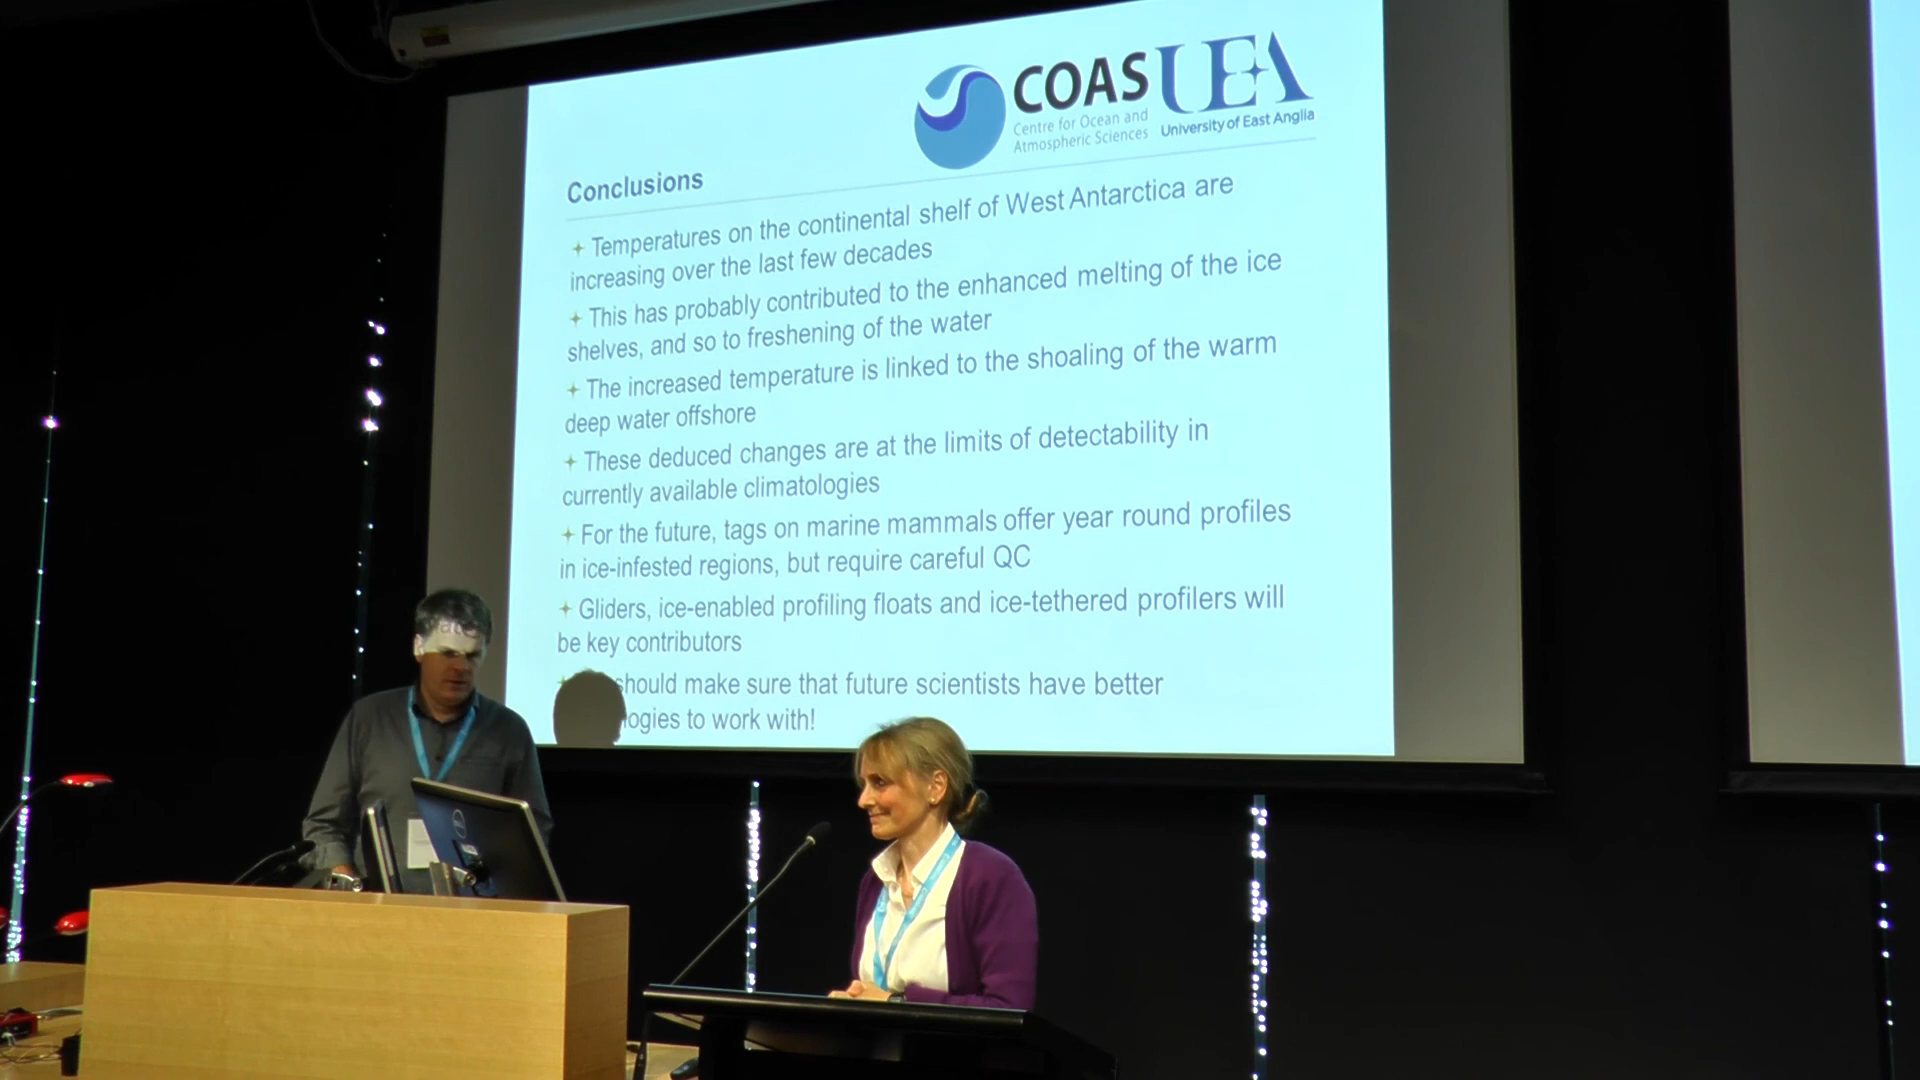 COAS
Centre for Ocean and
Atmospheric Sciences
UEA
University of East Anglia
Conclusions
Temperatures on the continental shelf of West Antarctica are
increasing over the last few decades
This has probably contributed to the enhanced melting of the ice
shelves, and so to freshening of the water
The increased temperature is linked to the shoaling of the warm
deep water offshore
These deduced changes are at the limits of detectability in
currently available climatologies
For the future, tags on marine mammals offer year round profiles
in ice-infested regions, but require careful QC
Gliders, ice-enabled profiling floats and ice-tethered profilers will
be key contributors
should make sure that future scientists have better
logies to work with!